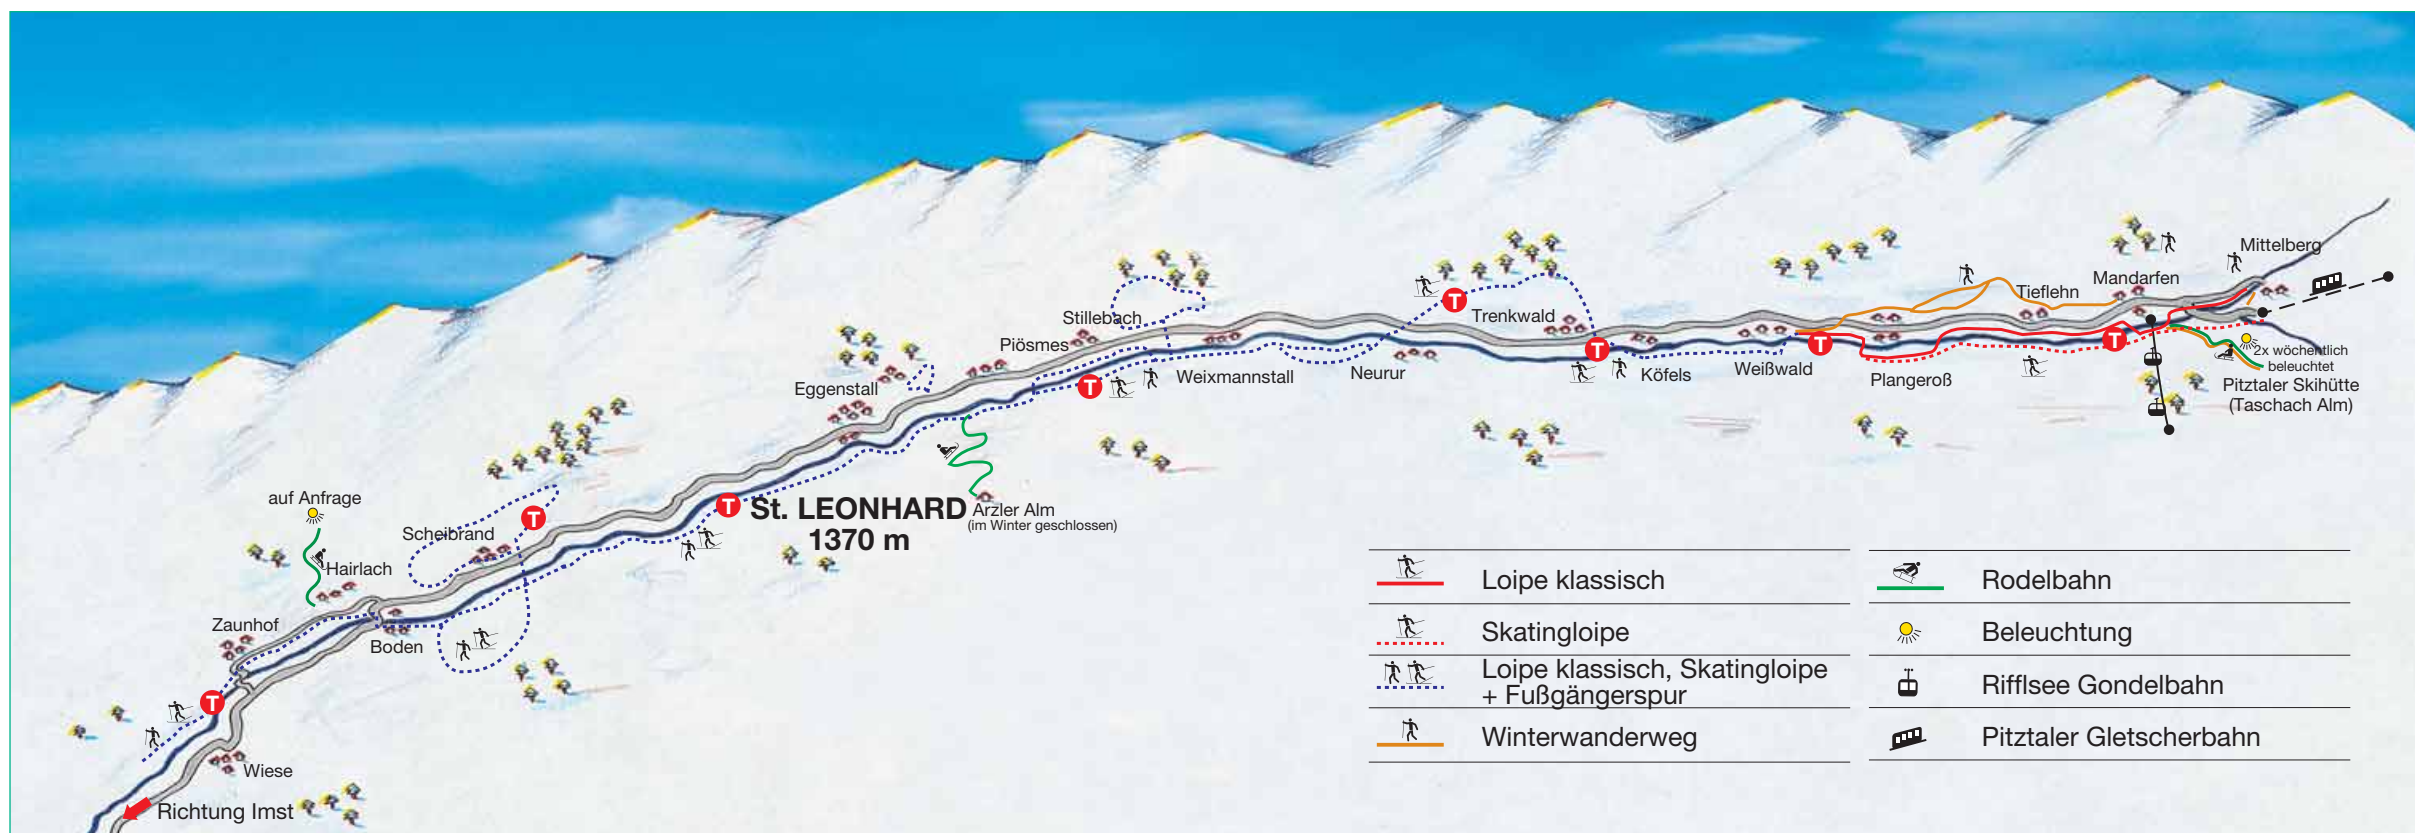 Mittelberg
Mandarfen
Tieflehn
Trenkwald
Stillebach
Piösmes
2x wöchentlich
beleuchtet
Pitztaler Skihütte
(Taschach Alm)
Plangeroß
Weißwald
Köfels
Neurur
Weixmannstall
Eggenstall
T
T
T
T
T
T
T
T
St. LEONHARD
1370 m
Arzler Alm
(im Winter geschlossen)
auf Anfrage
Scheibrand
Hairlach
Zaunhof
Boden
Wiese
Richtung Imst
Loipe klassisch
Skatingloipe
Loipe klassisch, Skatingloipe
+ Fußgängerspur
Winterwanderweg
Rodelbahn
Beleuchtung
Rifflsee Gondelbahn
Pitztaler Gletscherbahn